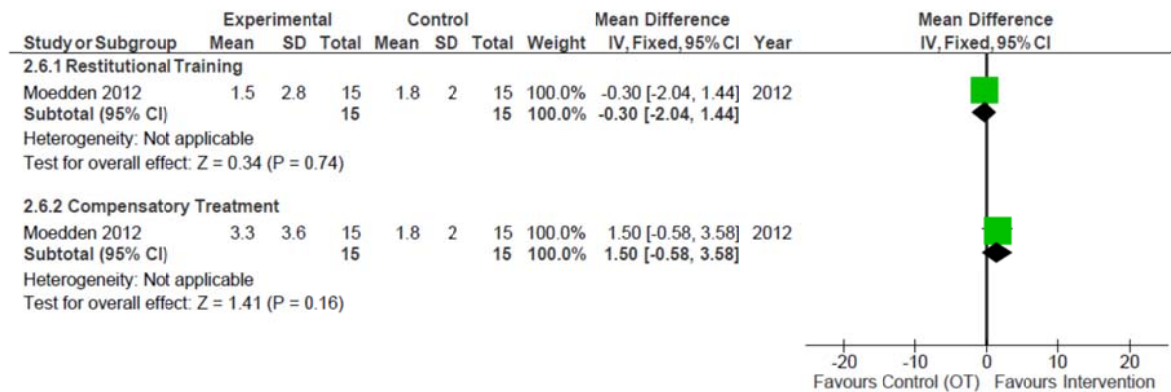 Experimental Control Mean Difference Mean Difference
Study or Subgroup Mean SD Total Mean SD Total Weight IV, Fixed, 95% CI Year IV, Fixed, 95% CI
2.6.1 Restitutional Training
Moedden 2012 1.5 2.8 15 1.8 2 15 100.0% -0.30 [-2.04, 1.44] 2012
Subtotal (95% CI) 15 15 100.0% -0.30 [-2.04, 1.44]
Heterogeneity: Not applicable
Test for overall effect: Z = 0.34 (P = 0.74)
2.6.2 Compensatory Treatment
Moedden 2012 3.3 3.6 15 1.8 2 15 100.0% 1.50 [-0.58, 3.58] 2012
Subtotal (95% CI) 15 15 100.0% 1.50 [-0.58, 3.58]
Heterogeneity: Not applicable
Test for overall effect: Z = 1.41 (P = 0.16)
-20 -10 0 10 20
Favours Control (OT) Favours Intervention